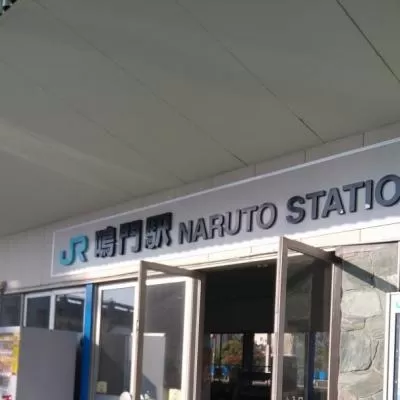 JR 鳴門駅 NARUTO STATIO